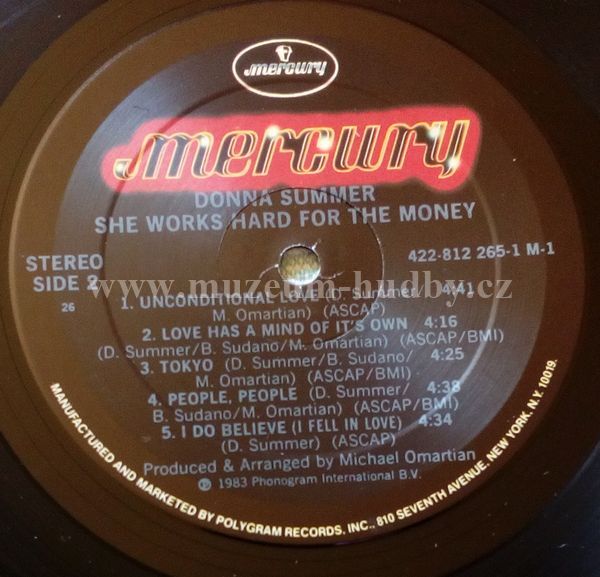 mercury
mercury
DONNA SUMMER
SHE WORKS HARD FOR THE MONEY
STEREO
SIDE 2
26
422-812 265-1 M-1
www.muzeum-hudby.cz
1. UNCONDITIONAL LOVE (D. Summer/ 4:41
M. Omartian) (ASCAP)
2. LOVE HAS A MIND OF IT'S OWN 4:16
(D. Summer/B. Sudano/M. Omartian) (ASCAP/BMI)
3. TOKYO (D. Summer/B. Sudano/ 4:25
M. Omartian) (ASCAP/BMI)
4. PEOPLE, PEOPLE (D. Summer/ 4:38
B. Sudano/M. Omartian) (ASCAP/BMI)
5. I DO BELIEVE (I FELL IN LOVE) 4:34
(D. Summer) (ASCAP)
Produced & Arranged by Michael Omartian
℗ 1983 Phonogram International B.V.
MANUFACTURED AND MARKETED BY POLYGRAM RECORDS, INC., 810 SEVENTH AVENUE, NEW YORK, N.Y. 10019.